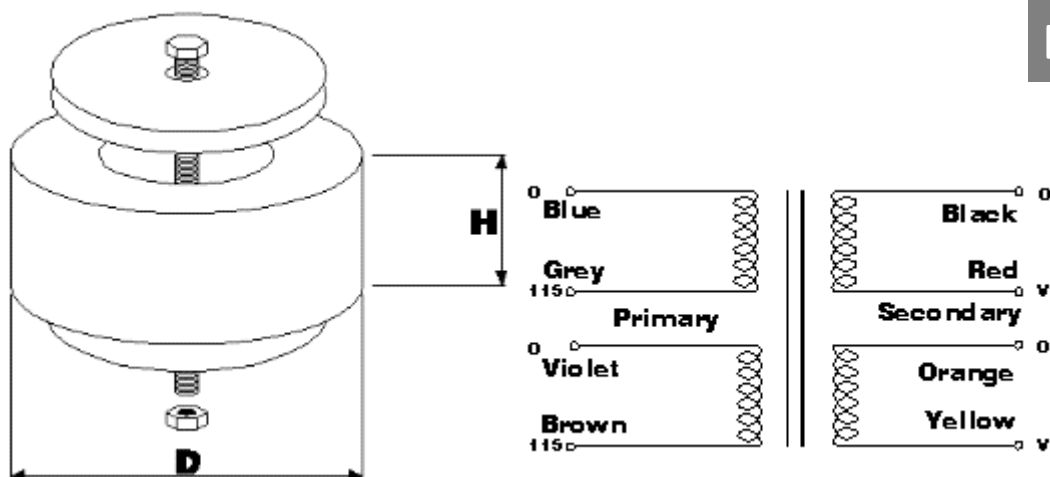 H
D
0
Blue
Grey
115
Primary
0
Violet
Brown
115
0
Black
Red
V
Secondary
0
Orange
Yellow
V